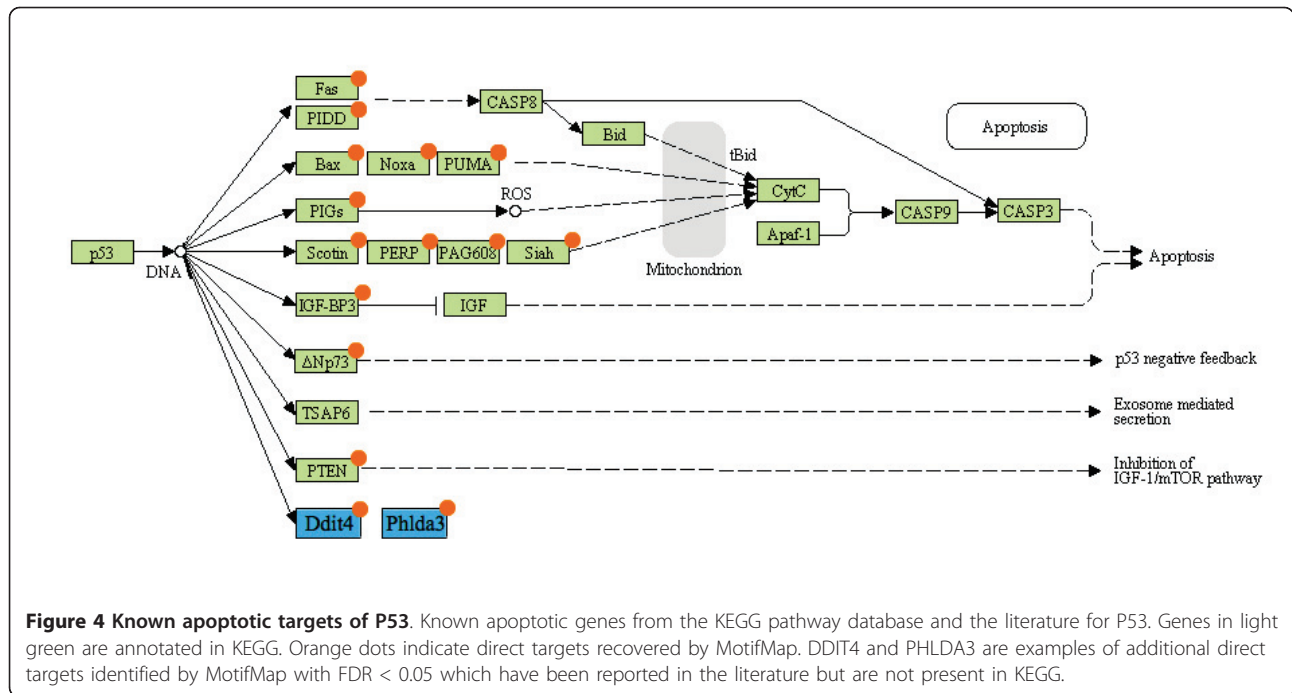 Fas
PIDD
CASP8
Apoptosis
Bid
tBid
Bax Noxa PUMA
CytC
ROS
PIGs
CASP9 CASP3
Apaf-1
p53
DNA
Scotin PERP PAG608 Siah
Mitochondrion
Apoptosis
IGF-BP3 IGF
ΔNp73
p53 negative feedback
TSAP6
Exosome mediated
secretion
PTEN
Inhibition of
IGF-1/mTOR pathway
Ddit4 Phlda3
Figure 4 Known apoptotic targets of P53. Known apoptotic genes from the KEGG pathway database and the literature for P53. Genes in light
green are annotated in KEGG. Orange dots indicate direct targets recovered by MotifMap. DDIT4 and PHLDA3 are examples of additional direct
targets identified by MotifMap with FDR < 0.05 which have been reported in the literature but are not present in KEGG.